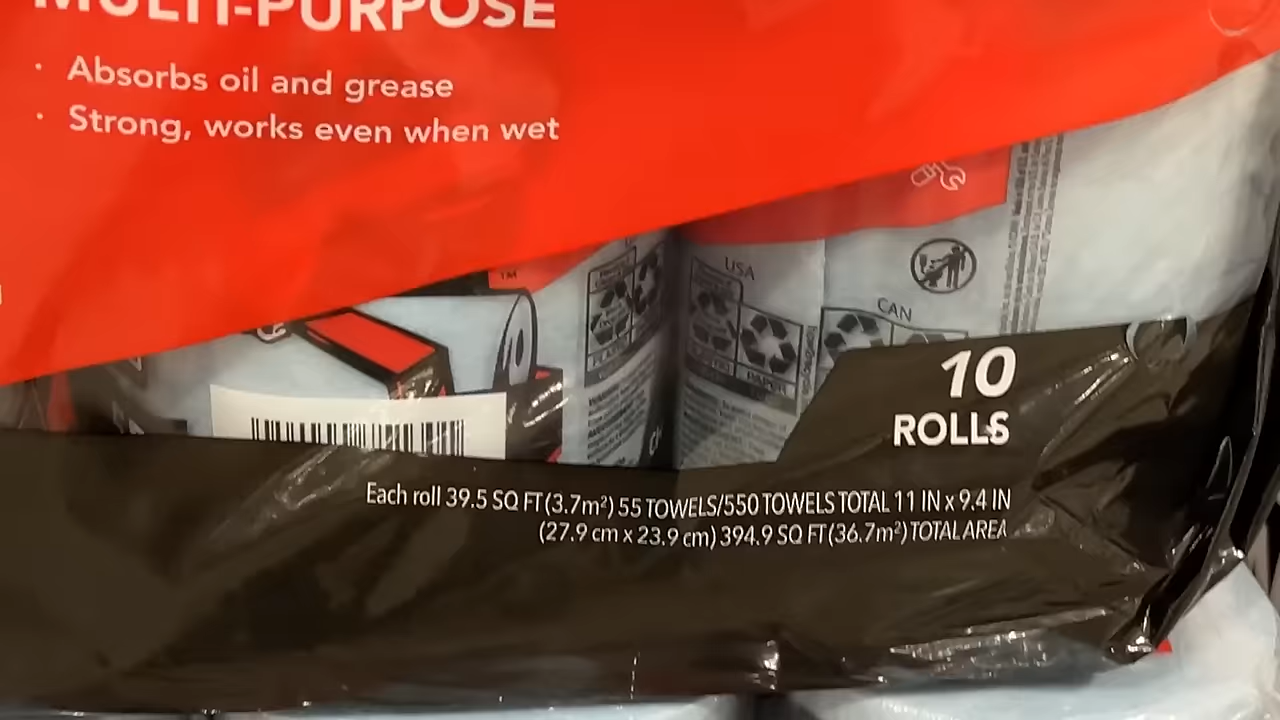 MULTI-PURPOSE
· Absorbs oil and grease
· Strong, works even when wet
TM
USA
CAN
PAPER
10
ROLLS
Each roll 39.5 SQ FT (3.7m²) 55 TOWELS/550 TOWELS TOTAL 11 IN x 9.4 IN
(27.9 cm x 23.9 cm) 394.9 SQ FT (36.7m²) TOTAL AREA